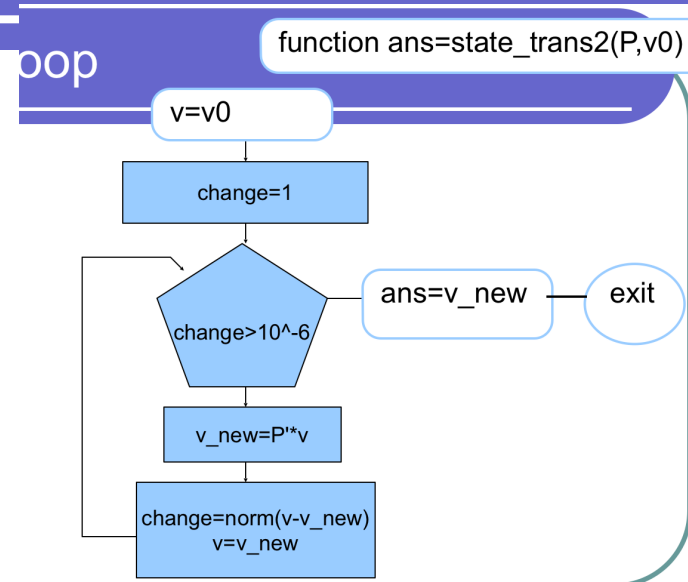 oop
function ans=state_trans2(P,v0)
v=v0
change=1
change>10^-6
ans=v_new
exit
v_new=P'*v
change=norm(v-v_new)
v=v_new